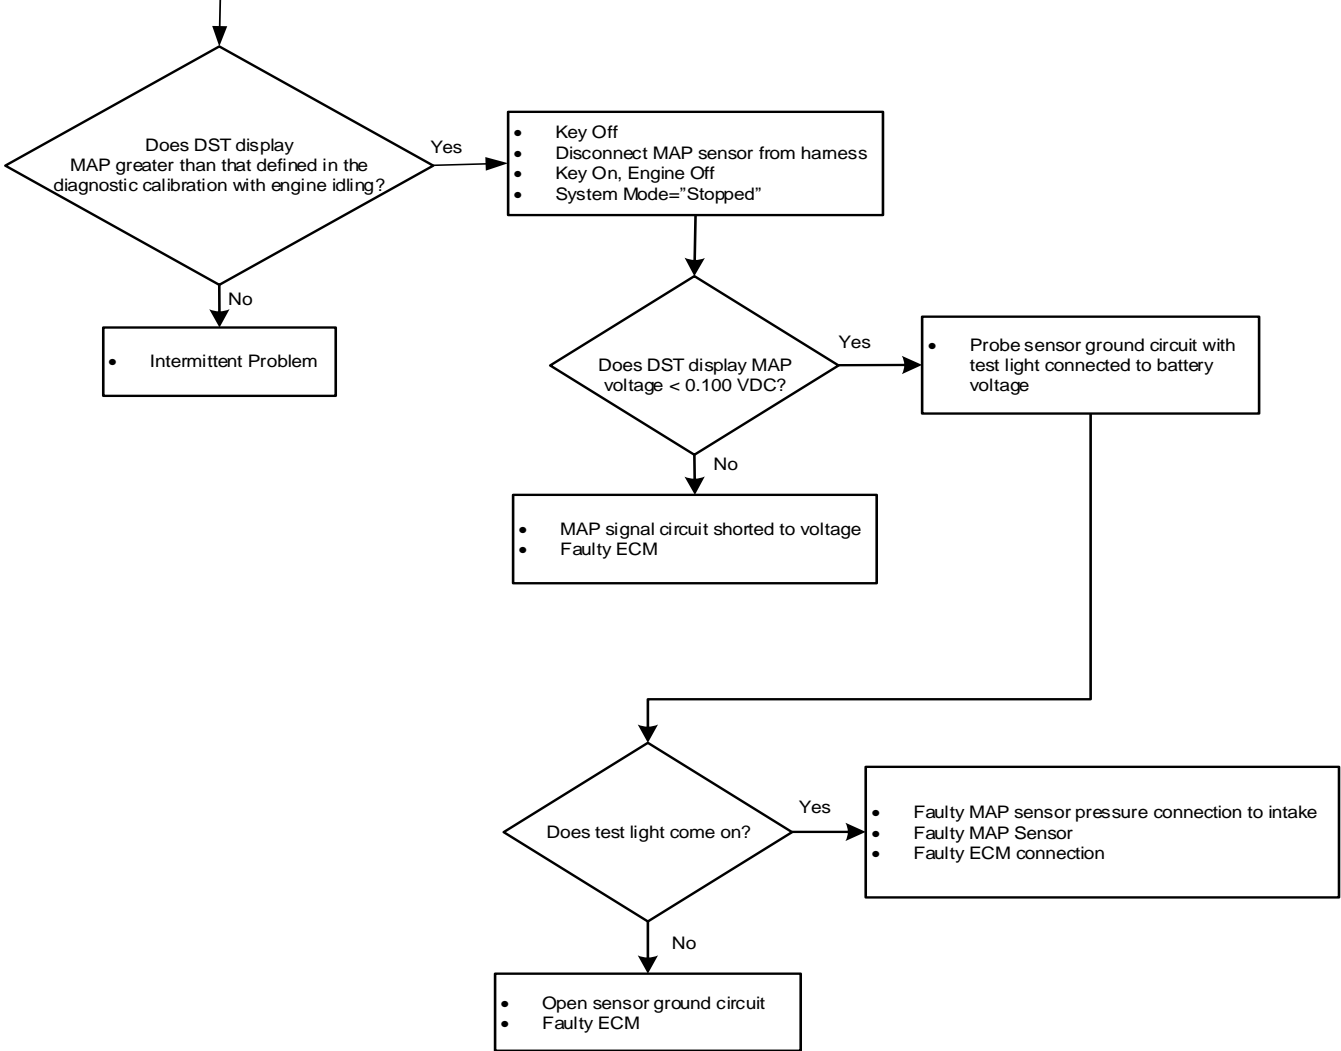 Does DST display
MAP greater than that defined in the
diagnostic calibration with engine idling?
Yes
• Key Off
• Disconnect MAP sensor from harness
• Key On, Engine Off
• System Mode=”Stopped”
No
• Intermittent Problem
Does DST display MAP
voltage < 0.100 VDC?
Yes
• Probe sensor ground circuit with
test light connected to battery
voltage
No
• MAP signal circuit shorted to voltage
• Faulty ECM
Does test light come on?
Yes
• Faulty MAP sensor pressure connection to intake
• Faulty MAP Sensor
• Faulty ECM connection
No
• Open sensor ground circuit
• Faulty ECM